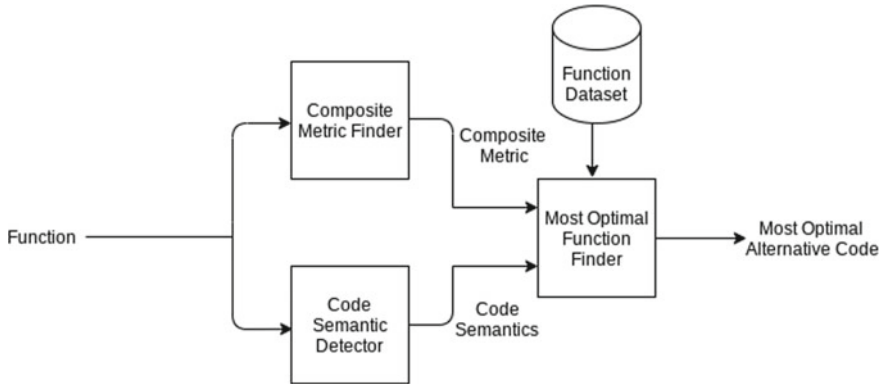 Function
Dataset
Composite
Metric Finder
Composite
Metric
Function
Most Optimal
Function
Finder
Most Optimal
Alternative Code
Code
Semantic
Detector
Code
Semantics